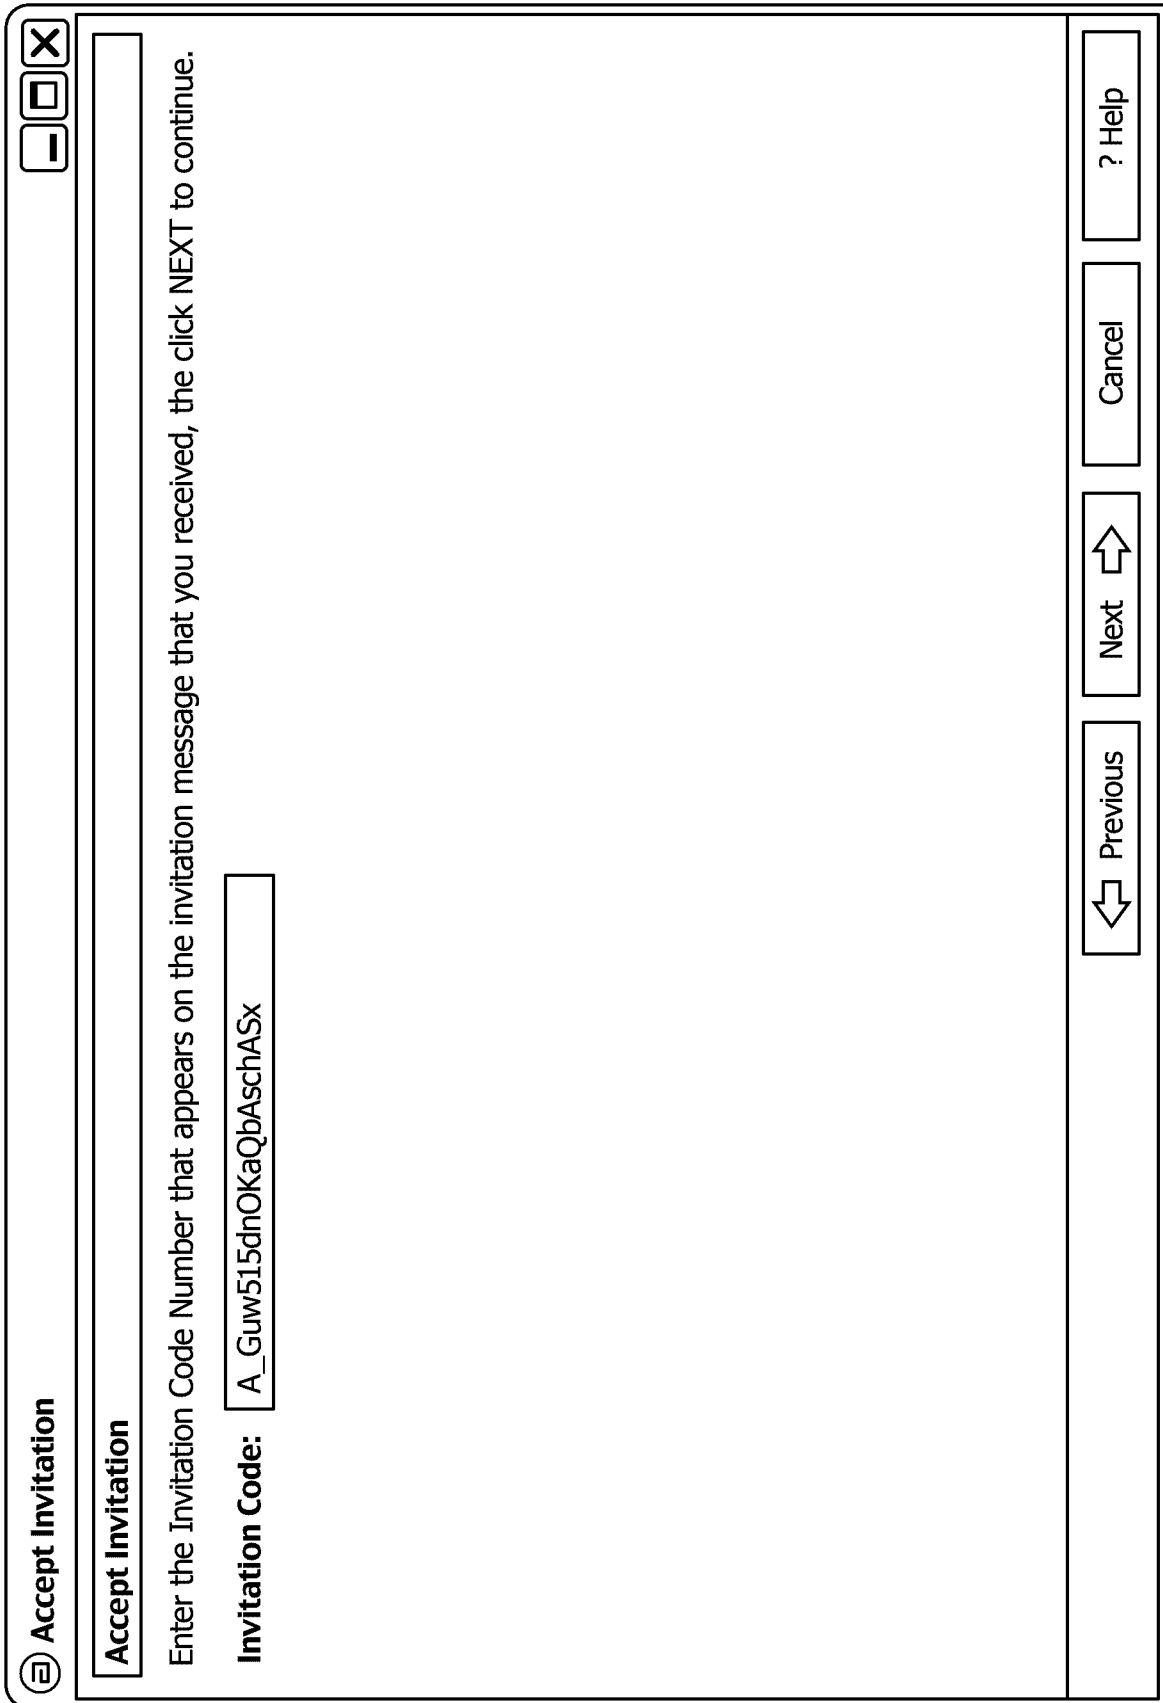 Accept Invitation
Accept Invitation
Enter the Invitation Code Number that appears on the invitation message that you received, the click NEXT to continue.
Invitation Code: A_Guw515dnOKaQbAschASx
Previous Next Cancel ? Help